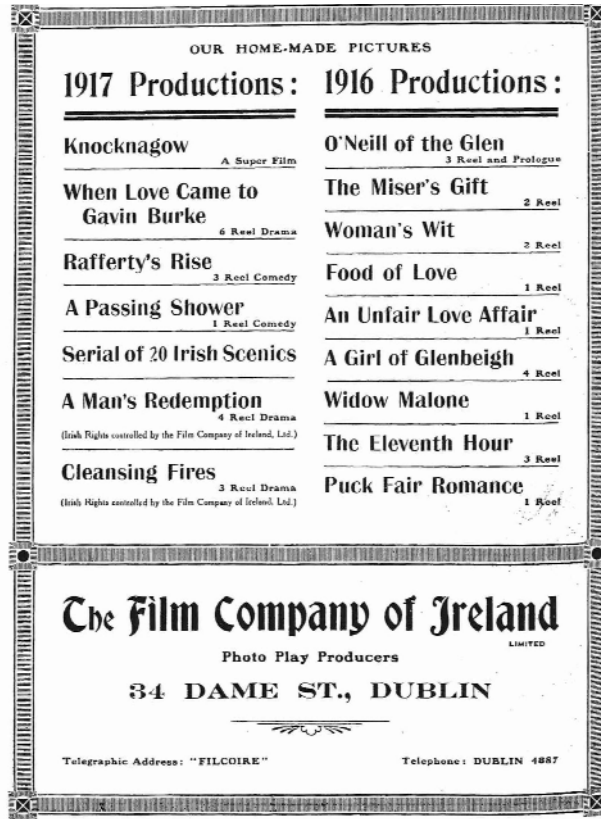 OUR HOME-MADE PICTURES
1917 Productions:
Knocknagow
A Super Film
When Love Came to
Gavin Burke
6 Reel Drama
Rafferty's Rise
3 Reel Comedy
A Passing Shower
1 Reel Comedy
Serial of 20 Irish Scenics
A Man's Redemption
4 Reel Drama
(Irish Rights controlled by the Film Company of Ireland, Ltd.)
Cleansing Fires
3 Reel Drama
(Irish Rights controlled by the Film Company of Ireland, Ltd.)
1916 Productions:
O'Neill of the Glen
3 Reel and Prologue
The Miser's Gift
2 Reel
Woman's Wit
2 Reel
Food of Love
1 Reel
An Unfair Love Affair
1 Reel
A Girl of Glenbeigh
4 Reel
Widow Malone
1 Reel
The Eleventh Hour
3 Reel
Puck Fair Romance
1 Reel
The Film Company of Ireland
LIMITED
Photo Play Producers
34 DAME ST., DUBLIN
Telegraphic Address: "FILCOIRE"
Telephone: DUBLIN 4887